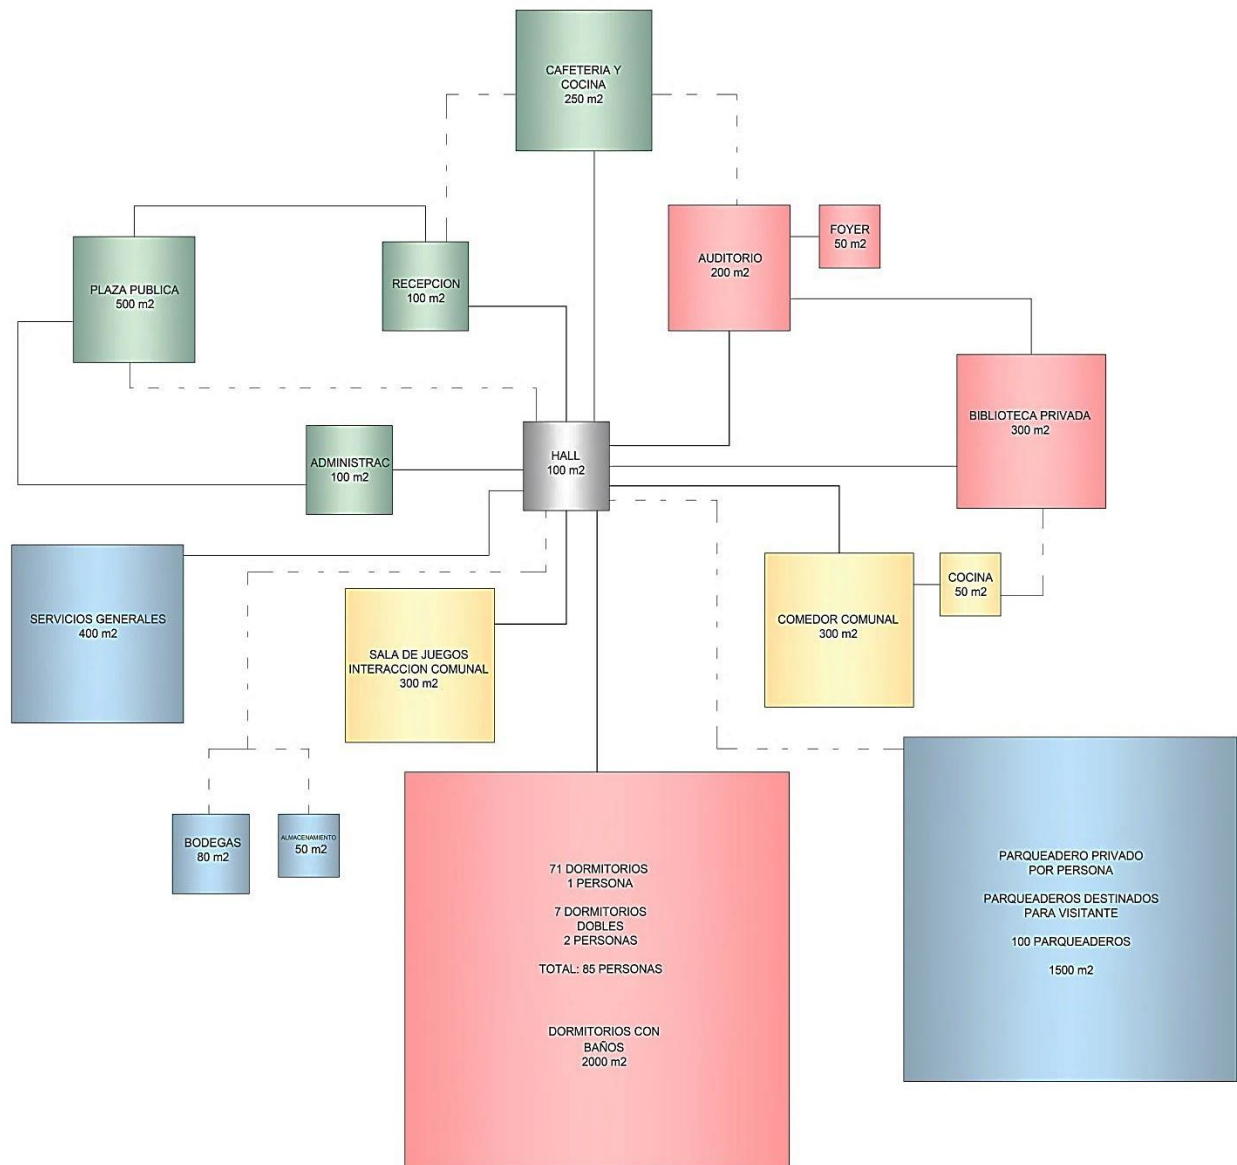 CAFETERIA Y
COCINA
250 m2
PLAZA PUBLICA
500 m2
RECEPCION
100 m2
AUDITORIO
200 m2
FOYER
50 m2
BIBLIOTECA PRIVADA
300 m2
ADMINISTRAC
100 m2
HALL
100 m2
SERVICIOS GENERALES
400 m2
SALA DE JUEGOS
INTERACCION COMUNAL
300 m2
COMEDOR COMUNAL
300 m2
COCINA
50 m2
BODEGAS
80 m2
ALMACENAMIENTO
50 m2
71 DORMITORIOS
1 PERSONA
7 DORMITORIOS
DOBLES
2 PERSONAS
TOTAL: 85 PERSONAS
DORMITORIOS CON
BAÑOS
2000 m2
PARQUEADERO PRIVADO
POR PERSONA
PARQUEADEROS DESTINADOS
PARA VISITANTE
100 PARQUEADEROS
1500 m2